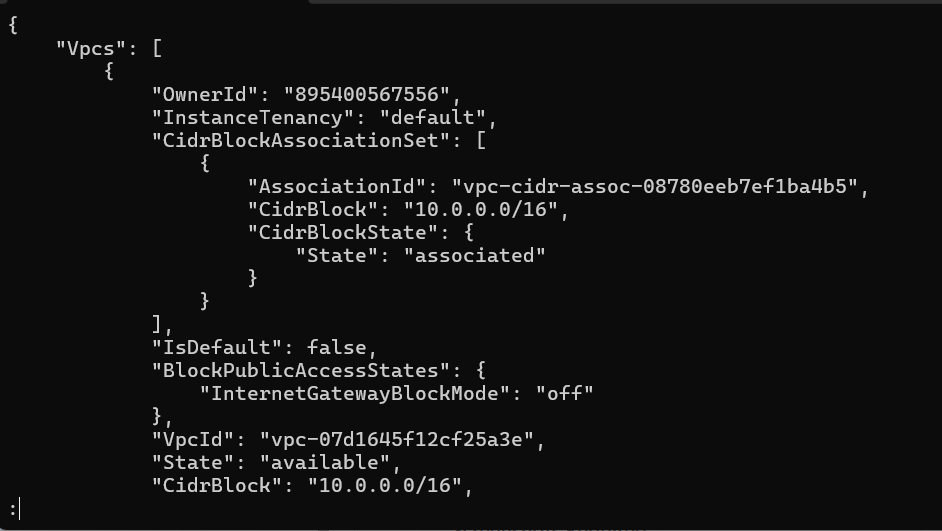 {
    "Vpcs": [
        {
            "OwnerId": "895400567556",
            "InstanceTenancy": "default",
            "CidrBlockAssociationSet": [
                {
                    "AssociationId": "vpc-cidr-assoc-08780eeb7ef1ba4b5",
                    "CidrBlock": "10.0.0.0/16",
                    "CidrBlockState": {
                        "State": "associated"
                    }
                }
            ],
            "IsDefault": false,
            "BlockPublicAccessStates": {
                "InternetGatewayBlockMode": "off"
            },
            "VpcId": "vpc-07d1645f12cf25a3e",
            "State": "available",
            "CidrBlock": "10.0.0.0/16",
: